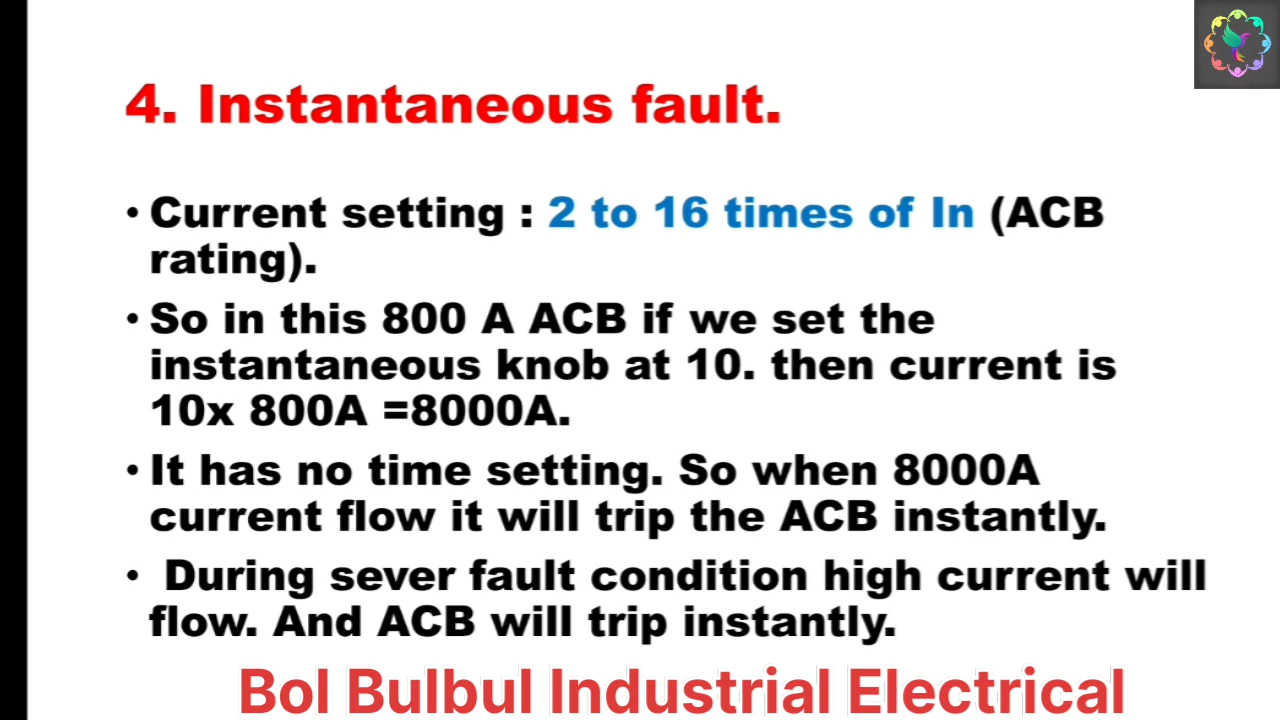 4. Instantaneous fault.
• Current setting : 2 to 16 times of In (ACB
rating).
• So in this 800 A ACB if we set the
instantaneous knob at 10. then current is
10x 800A =8000A.
• It has no time setting. So when 8000A
current flow it will trip the ACB instantly.
• During sever fault condition high current will
flow. And ACB will trip instantly.
Bol Bulbul Industrial Electrical